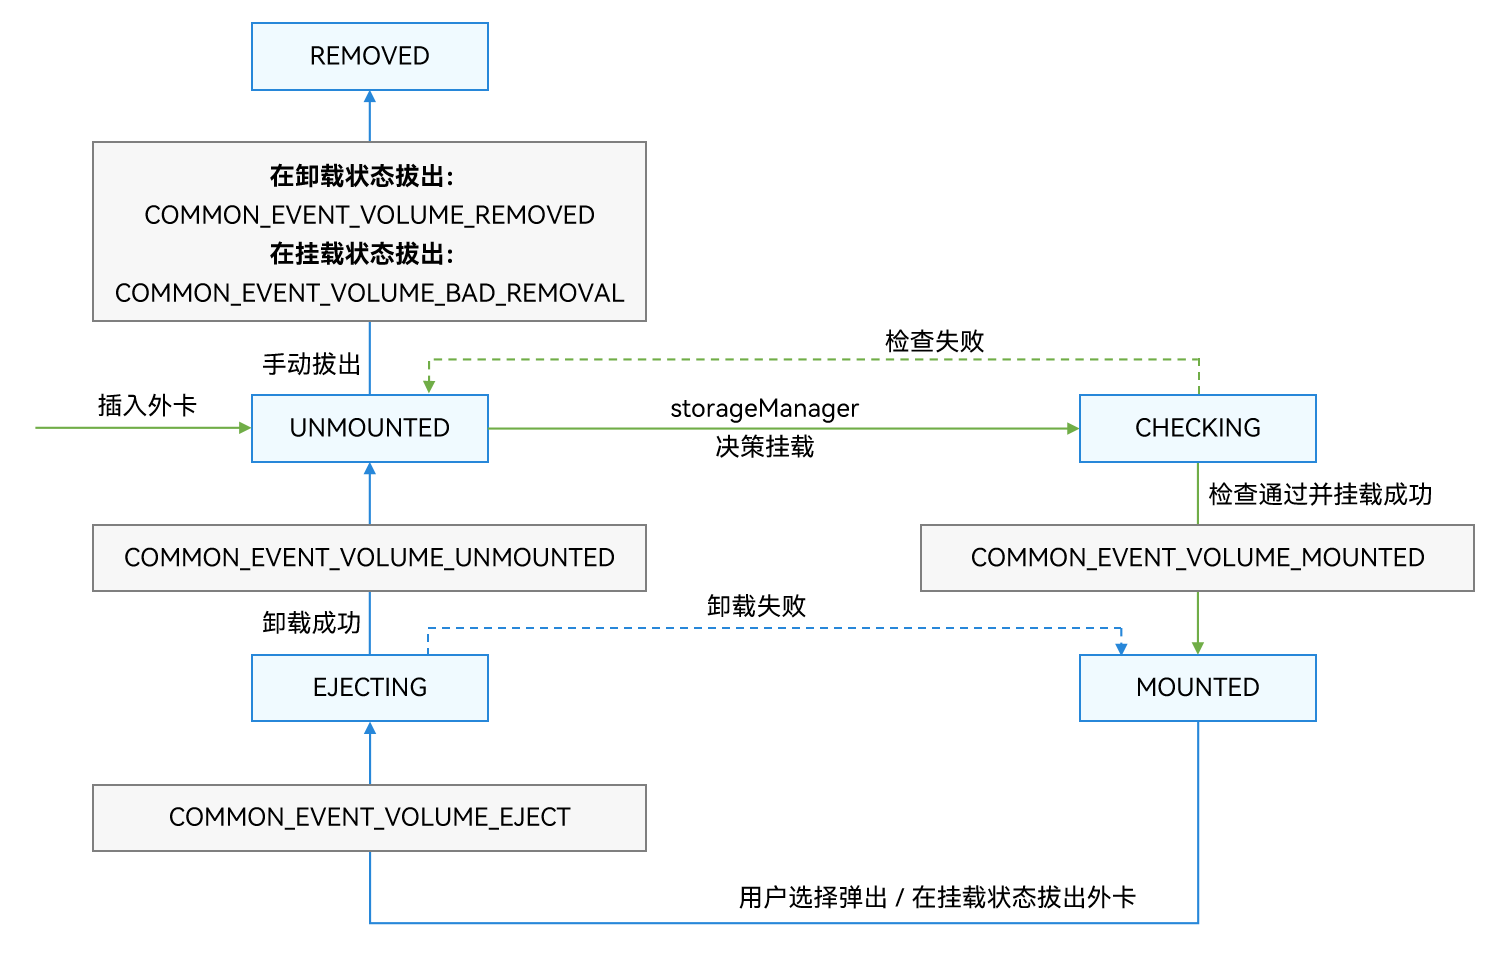 REMOVED
在卸载状态拔出：
COMMON_EVENT_VOLUME_REMOVED
在挂载状态拔出：
COMMON_EVENT_VOLUME_BAD_REMOVAL
手动拔出
检查失败
插入外卡
UNMOUNTED
storageManager
决策挂载
CHECKING
检查通过并挂载成功
COMMON_EVENT_VOLUME_UNMOUNTED
COMMON_EVENT_VOLUME_MOUNTED
卸载成功
卸载失败
EJECTING
MOUNTED
COMMON_EVENT_VOLUME_EJECT
用户选择弹出 / 在挂载状态拔出外卡